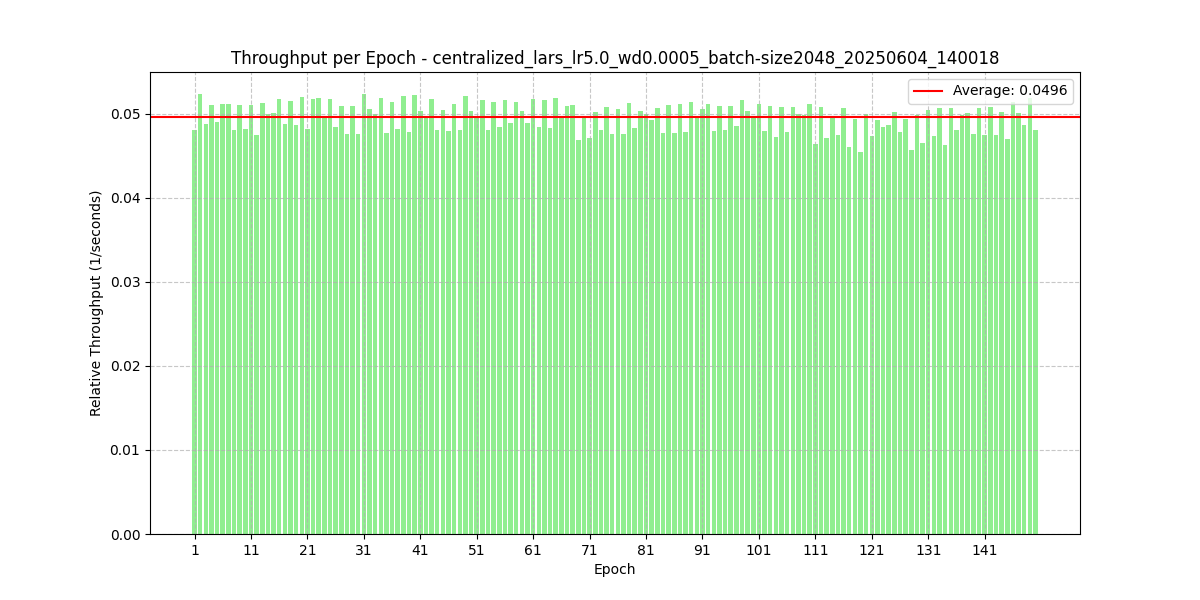 Throughput per Epoch - centralized_lars_lr5.0_wd0.0005_batch-size2048_20250604_140018
Average: 0.0496
Relative Throughput (1/seconds)
0.05
0.04
0.03
0.02
0.01
0.00
1 11 21 31 41 51 61 71 81 91 101 111 121 131 141
Epoch